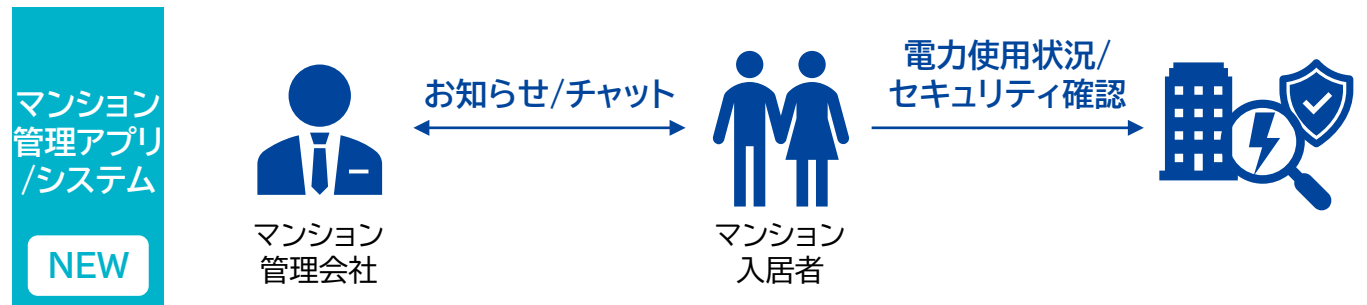 マンション
管理アプリ
/システム
NEW
お知らせ/チャット
マンション
管理会社
マンション
入居者
電力使用状況/
セキュリティ確認